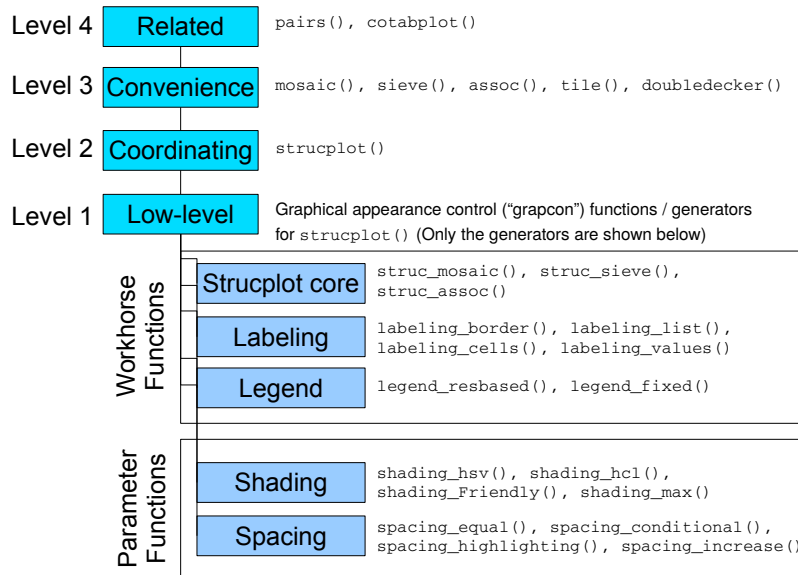 Level 4 Related pairs(), cotabplot()
Level 3 Convenience mosaic(), sieve(), assoc(), tile(), doubledecker()
Level 2 Coordinating strucplot()
Level 1 Low-level Graphical appearance control (“grapcon”) functions / generators
for strucplot() (Only the generators are shown below)
Workhorse
Functions
Strucplot core struc_mosaic(), struc_sieve(),
struc_assoc()
Labeling labeling_border(), labeling_list(),
labeling_cells(), labeling_values()
Legend legend_resbased(), legend_fixed()
Parameter
Functions
Shading shading_hsv(), shading_hcl(),
shading_Friendly(), shading_max()
Spacing spacing_equal(), spacing_conditional(),
spacing_highlighting(), spacing_increase()